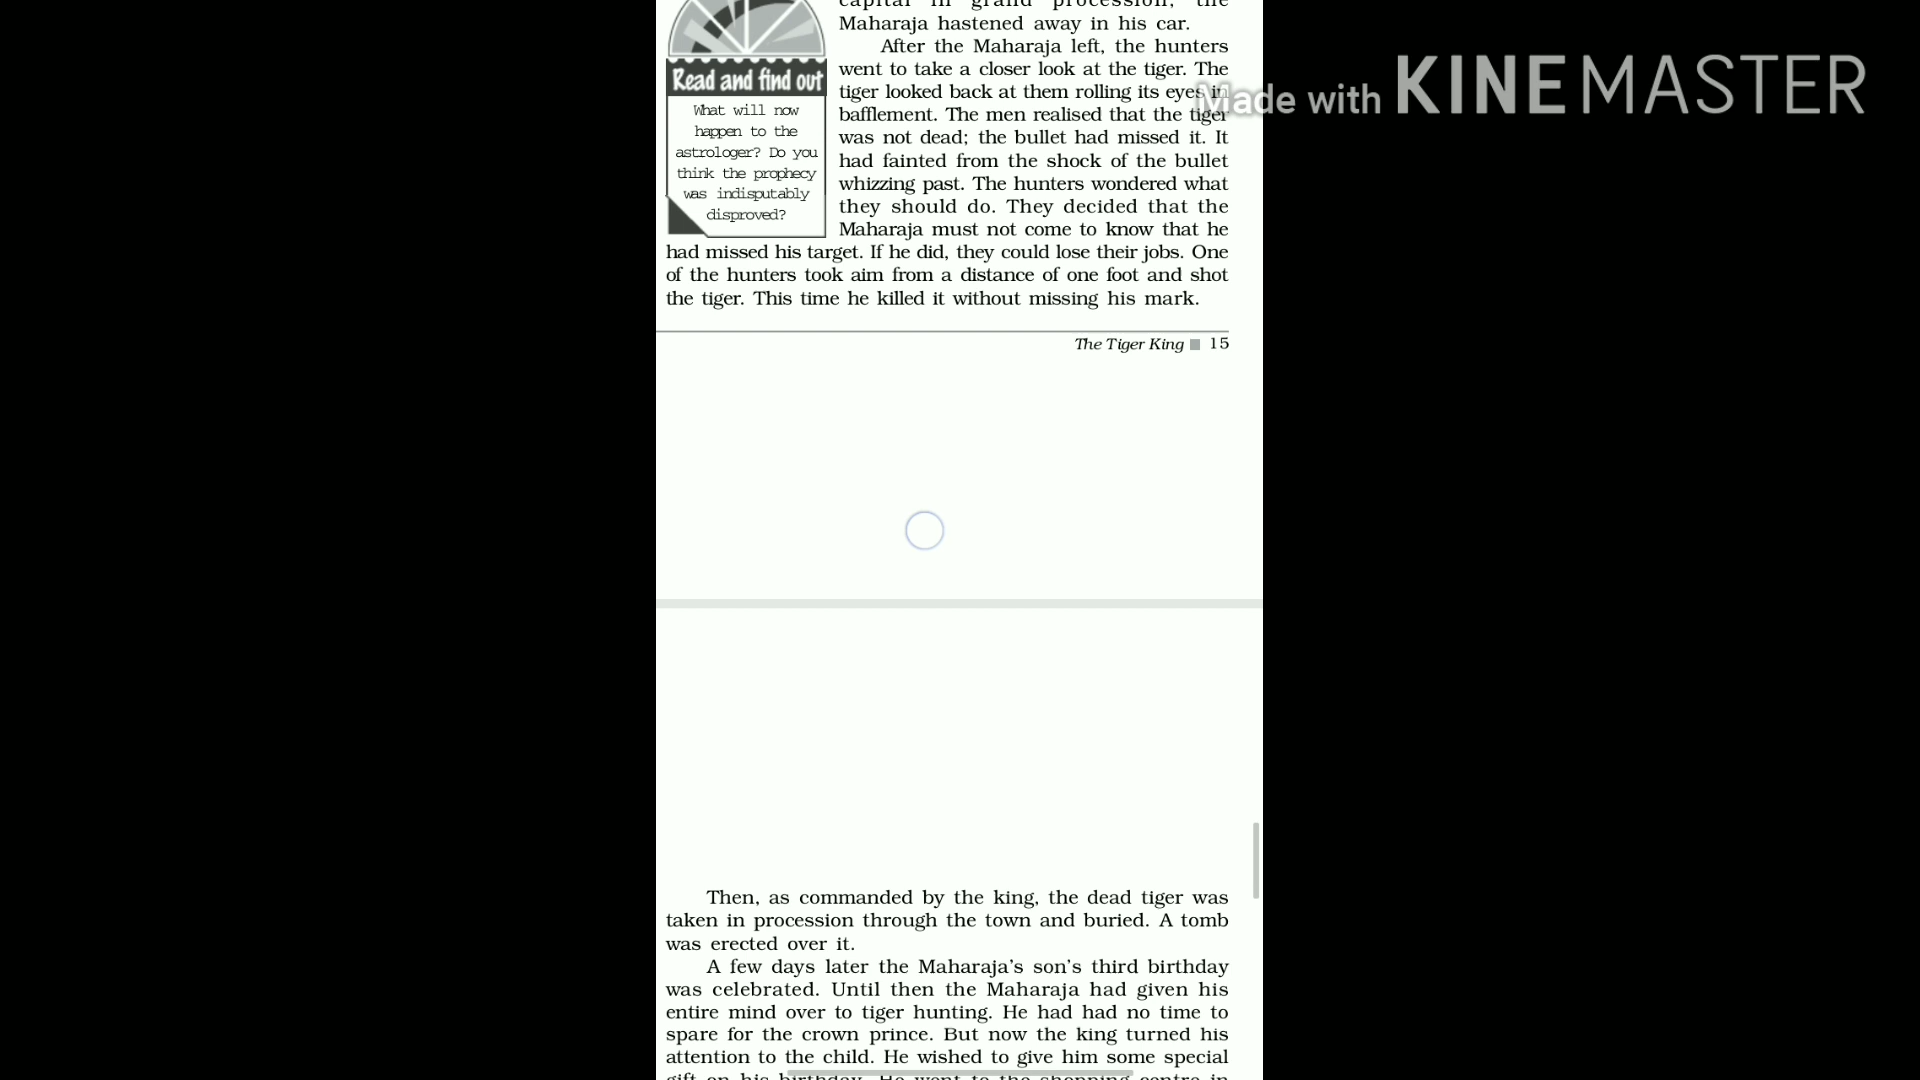 capital in grand procession, the
Maharaja hastened away in his car.
After the Maharaja left, the hunters
went to take a closer look at the tiger. The
tiger looked back at them rolling its eyes in
bafflement. The men realised that the tiger
was not dead; the bullet had missed it. It
had fainted from the shock of the bullet
whizzing past. The hunters wondered what
they should do. They decided that the
Maharaja must not come to know that he
had missed his target. If he did, they could lose their jobs. One
of the hunters took aim from a distance of one foot and shot
the tiger. This time he killed it without missing his mark.
Read and find out
What will now
happen to the
astrologer? Do you
think the prophecy
was indisputably
disproved?
Made with KINEMASTER
The Tiger King 15
Then, as commanded by the king, the dead tiger was
taken in procession through the town and buried. A tomb
was erected over it.
A few days later the Maharaja’s son’s third birthday
was celebrated. Until then the Maharaja had given his
entire mind over to tiger hunting. He had had no time to
spare for the crown prince. But now the king turned his
attention to the child. He wished to give him some special
gift on his birthday. He went to the shopping centre in